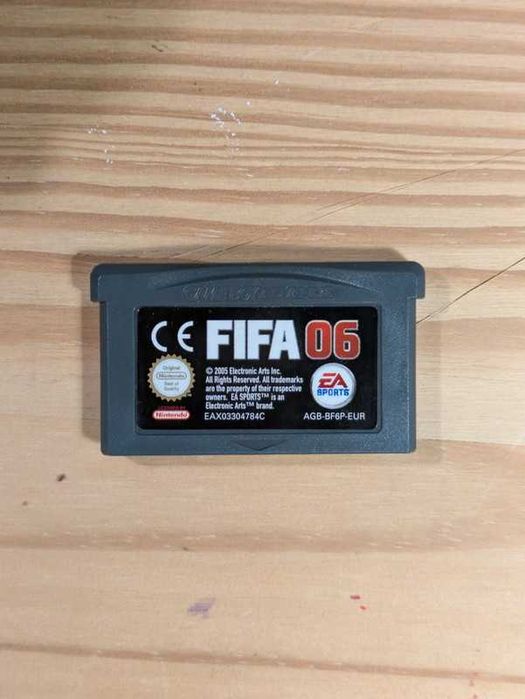 CE FIFA 06
© 2005 Electronic Arts Inc.
All Rights Reserved. All trademarks
are the property of their respective
owners. EA SPORTS™ is an
Electronic Arts™ brand.
EAX03304784C
Original
Nintendo
Seal of
Quality
Nintendo
EA
SPORTS
AGB-BF6P-EUR